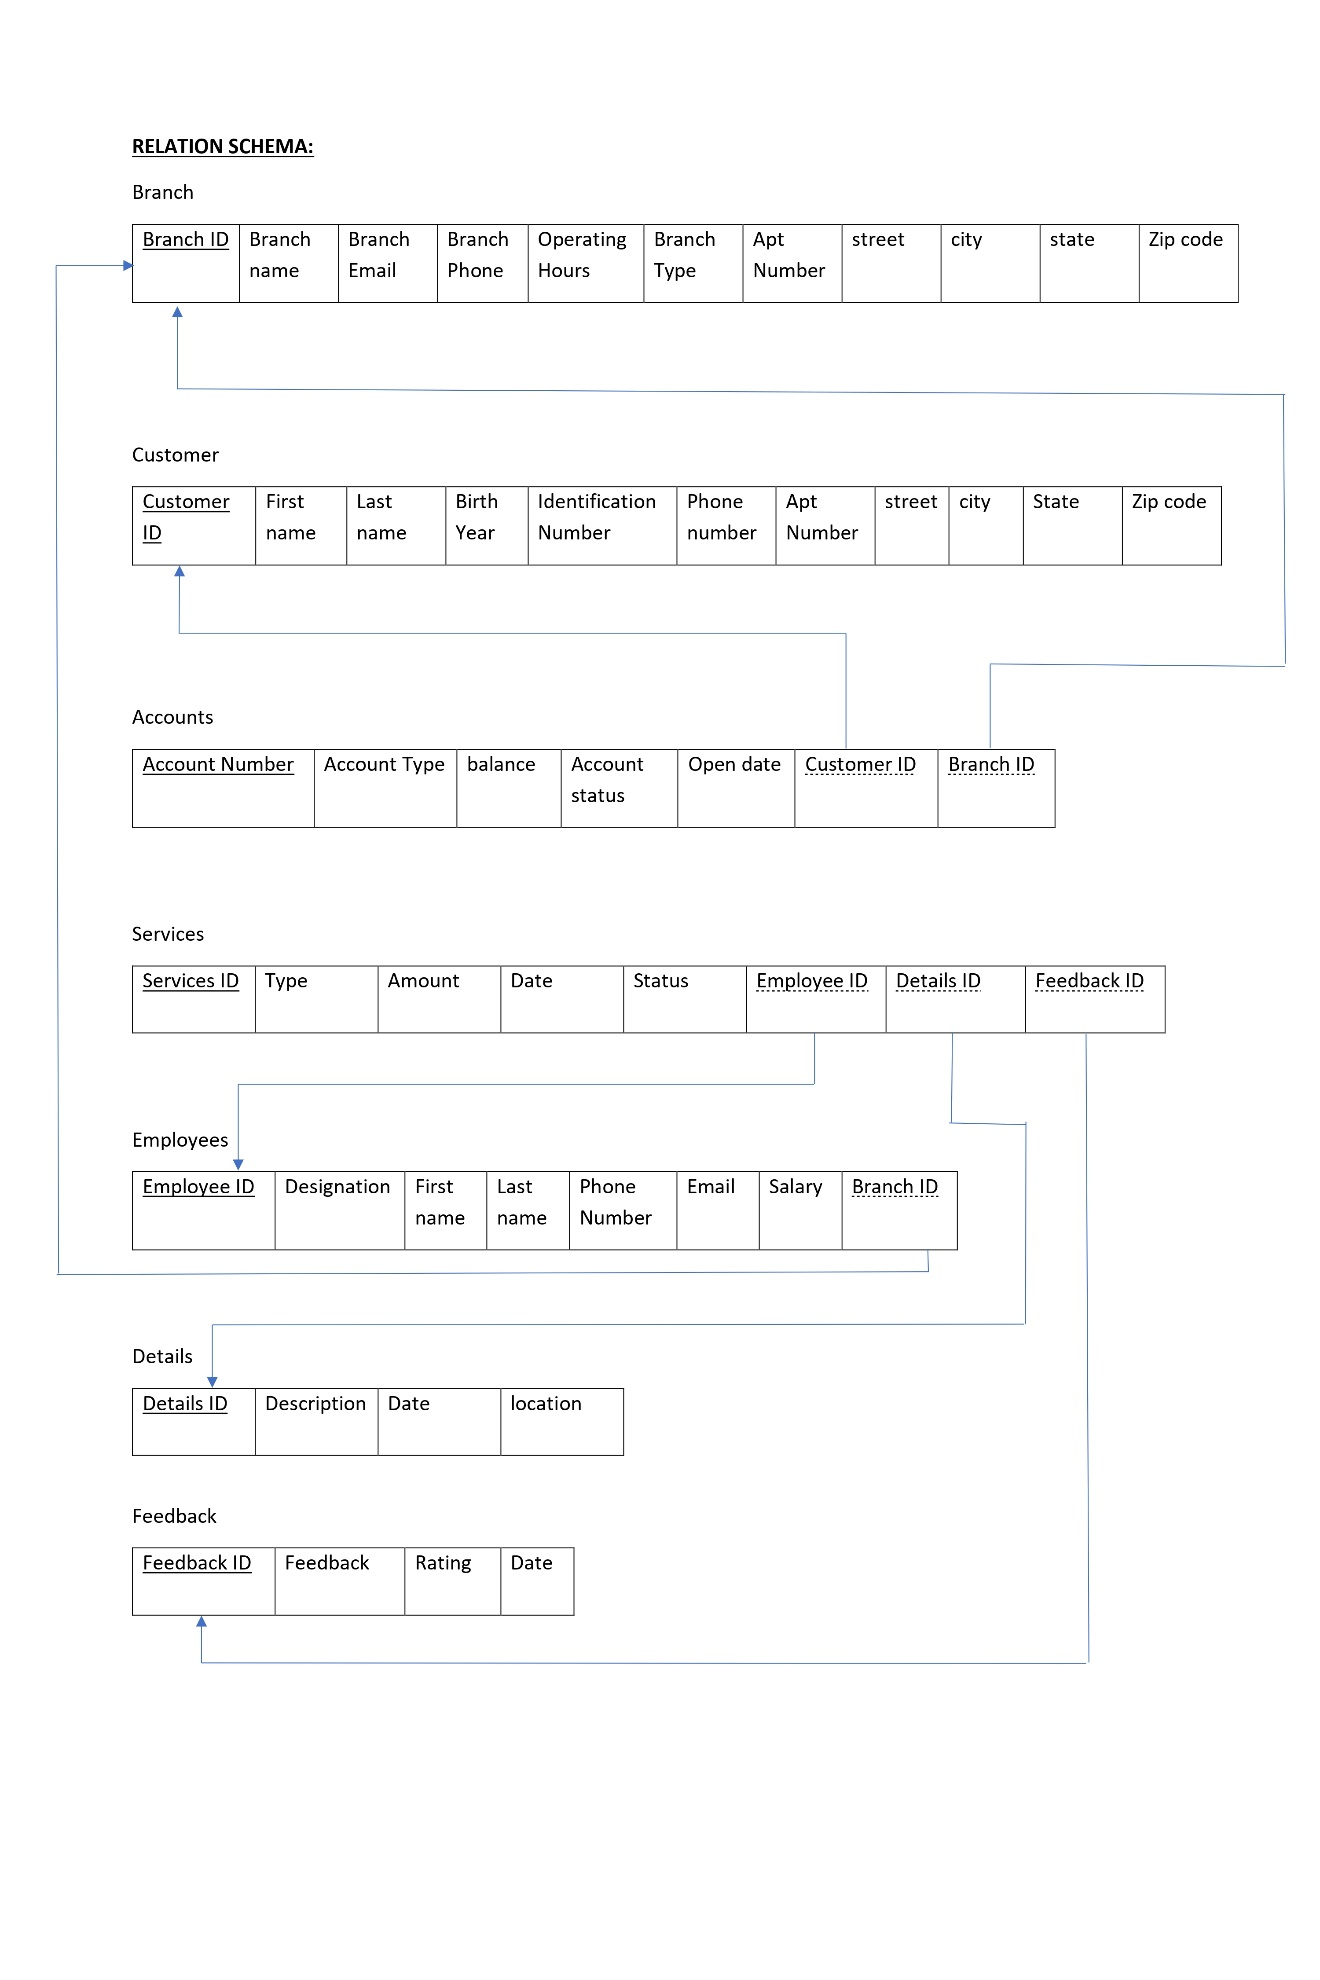 RELATION SCHEMA:
Branch
Branch ID Branch Branch Branch Operating Branch Apt street city state Zip code
name Email Phone Hours Type Number
Customer
Customer First Last Birth Identification Phone Apt street city State Zip code
ID name name Year Number number Number
Accounts
Account Number Account Type balance Account Open date Customer ID Branch ID
status
Services
Services ID Type Amount Date Status Employee ID Details ID Feedback ID
Employees
Employee ID Designation First Last Phone Email Salary Branch ID
name name Number
Details
Details ID Description Date location
Feedback
Feedback ID Feedback Rating Date